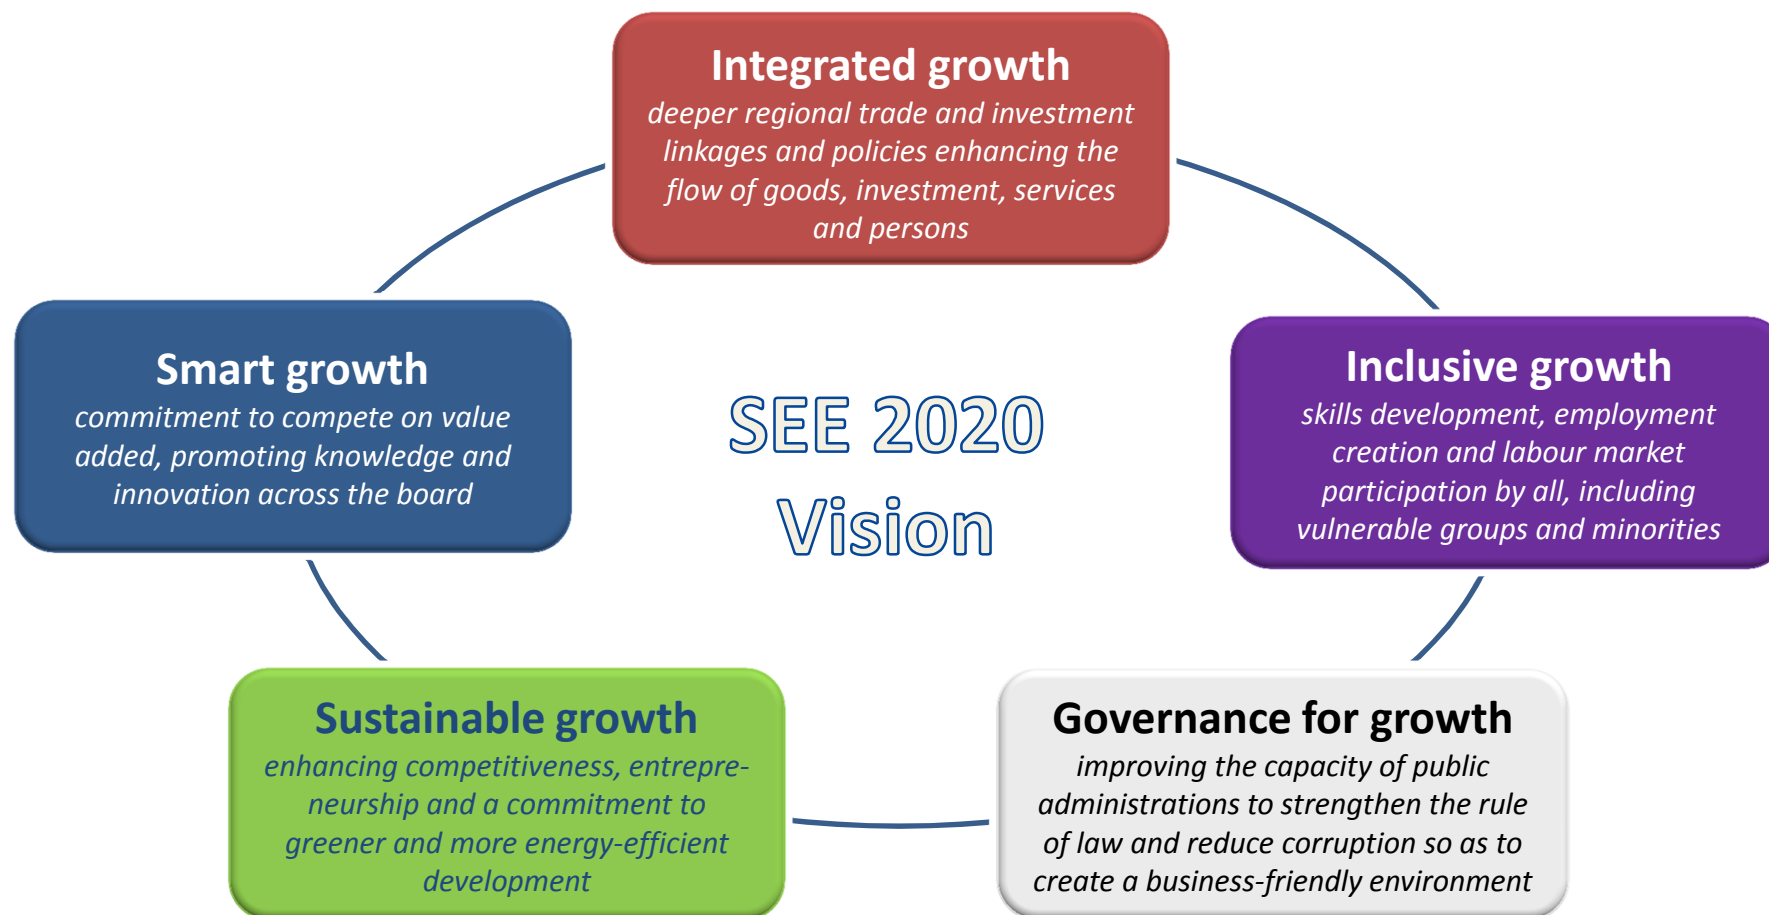 Integrated growth
deeper regional trade and investment
linkages and policies enhancing the
flow of goods, investment, services
and persons
Smart growth
commitment to compete on value
added, promoting knowledge and
innovation across the board
SEE 2020
Vision
Inclusive growth
skills development, employment
creation and labour market
participation by all, including
vulnerable groups and minorities
Sustainable growth
enhancing competitiveness, entrepre-
neurship and a commitment to
greener and more energy-efficient
development
Governance for growth
improving the capacity of public
administrations to strengthen the rule
of law and reduce corruption so as to
create a business-friendly environment